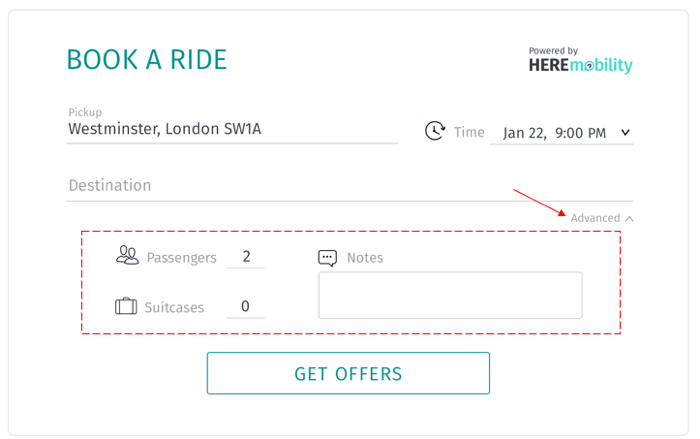 BOOK A RIDE
Powered by
HEREmobility
Pickup
Westminster, London SW1A
Time Jan 22, 9:00 PM
Destination
Advanced
Passengers 2
Notes
Suitcases 0
GET OFFERS